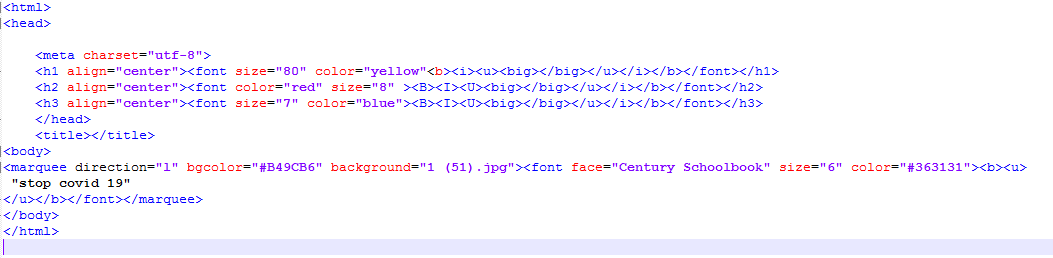 <html>
<head>
<meta charset="utf-8">
<h1 align="center"><font size="80" color="yellow"<b><i><u><big></big></u></i></b></font></h1>
<h2 align="center"><font color="red" size="8" ><B><I><U><big></big></u></i></b></font></h2>
<h3 align="center"><font size="7" color="blue"><B><I><U><big></big></u></i></b></font></h3>
</head>
<title></title>
<body>
<marquee direction="l" bgcolor="#B49CB6" background="1 (51).jpg"><font face="Century Schoolbook" size="6" color="#363131"><b><u>
"stop covid 19"
</u></b></font></marquee>
</body>
</html>